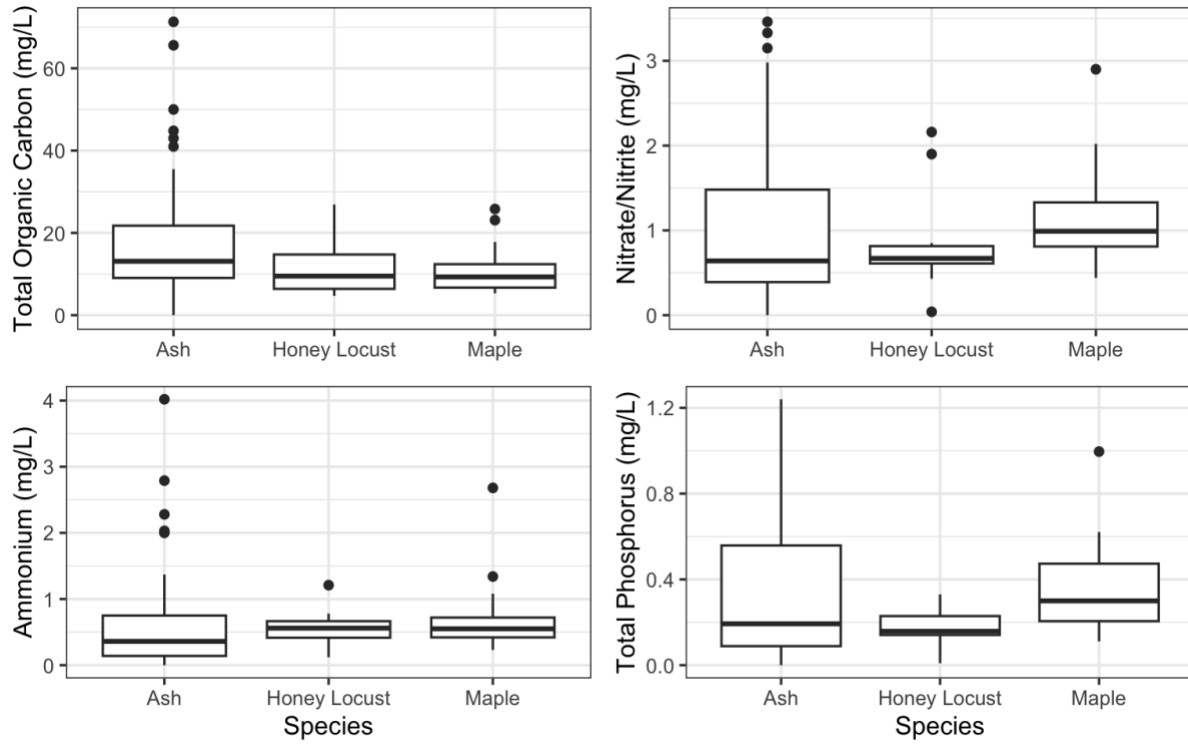 Total Organic Carbon (mg/L)
60
40
20
0
Ash Honey Locust Maple
Nitrate/Nitrite (mg/L)
3
2
1
0
Ash Honey Locust Maple
Ammonium (mg/L)
4
3
2
1
0
Ash Honey Locust Maple
Species
Total Phosphorus (mg/L)
1.2
0.8
0.4
0.0
Ash Honey Locust Maple
Species